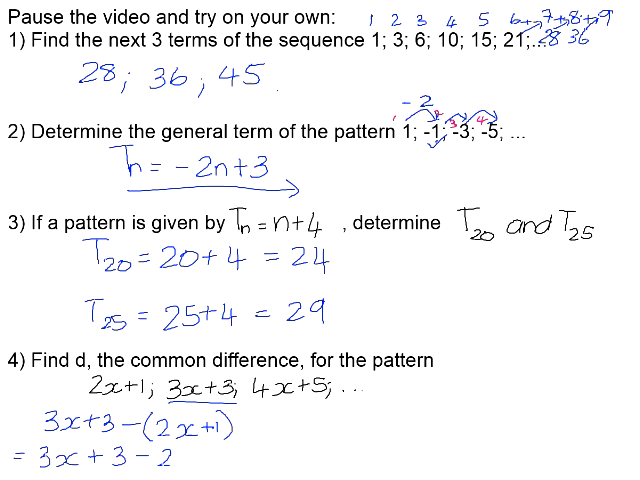 Pause the video and try on your own: 1 2 3 4 5 6 +7 +8 +9
1) Find the next 3 terms of the sequence 1; 3; 6; 10; 15; 21;... 28 36
28; 36; 45
-2
1 2 3 4
2) Determine the general term of the pattern 1; -1; -3; -5; ...
Tn = -2n+3
3) If a pattern is given by Tn = n+4 , determine T20 and T25
T20 = 20+4 = 24
T25 = 25+4 = 29
4) Find d, the common difference, for the pattern
2x+1; 3x+3; 4x+5; ...
3x+3-(2x+1)
= 3x+3-2